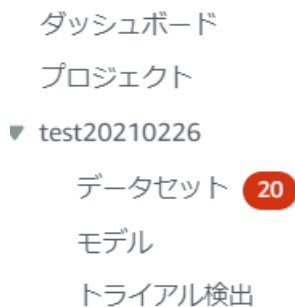 ダッシュボード
プロジェクト
test20210226
データセット 20
モデル
トライアル検出